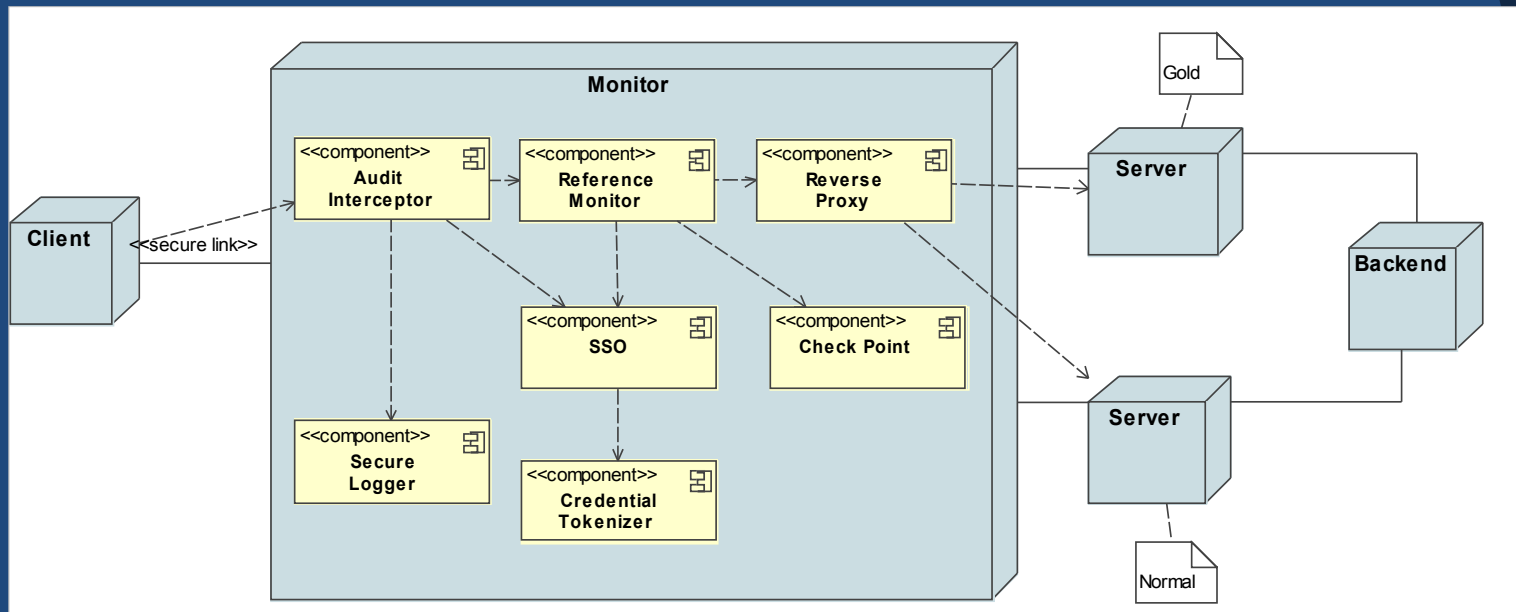 Monitor
Gold
<<component>>
Audit
Interceptor
<<component>>
Reference
Monitor
<<component>>
Reverse
Proxy
Server
Client
<<secure link>>
Backend
<<component>>
SSO
<<component>>
Check Point
Server
<<component>>
Secure
Logger
<<component>>
Credential
Tokenizer
Normal